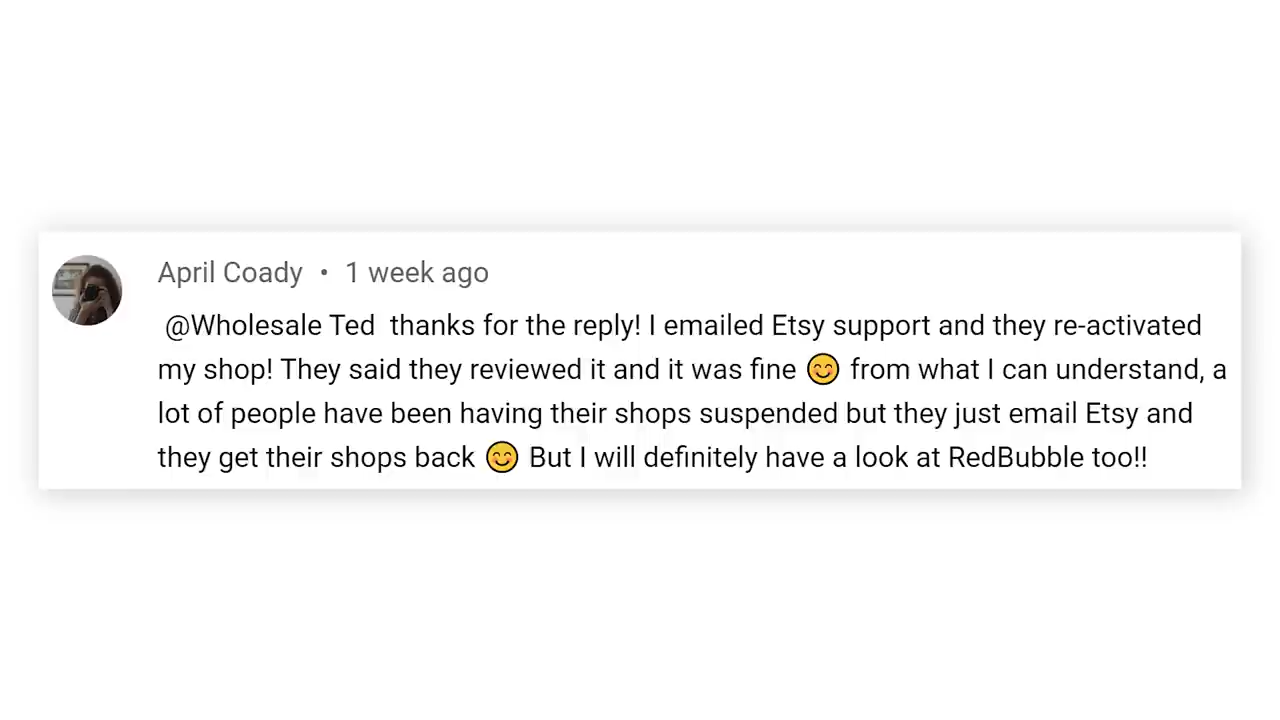 April Coady • 1 week ago
@Wholesale Ted thanks for the reply! I emailed Etsy support and they re-activated
my shop! They said they reviewed it and it was fine 😊 from what I can understand, a
lot of people have been having their shops suspended but they just email Etsy and
they get their shops back 😊 But I will definitely have a look at RedBubble too!!